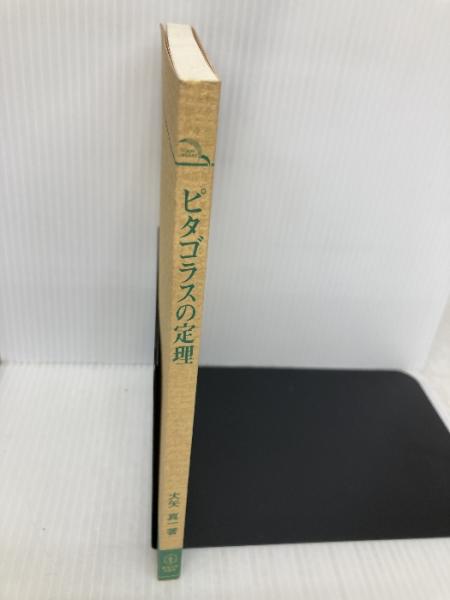 ピタゴラスの定理
大矢 真一 著